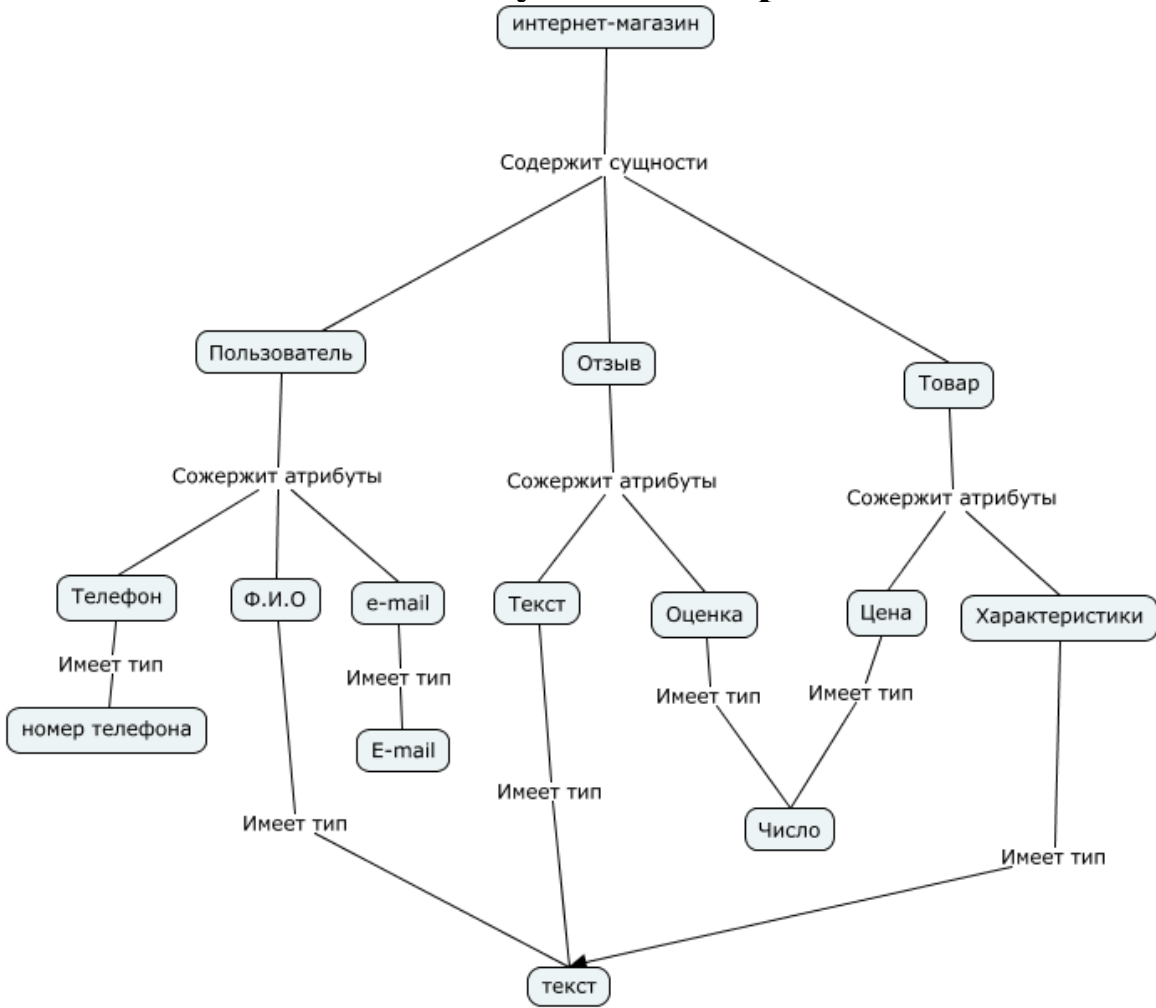 интернет-магазин
Содержит сущности
Пользователь
Отзыв
Товар
Сожержит атрибуты
Сожержит атрибуты
Сожержит атрибуты
Телефон
Ф.И.О
e-mail
Текст
Оценка
Цена
Характеристики
Имеет тип
Имеет тип
Имеет тип
Имеет тип
номер телефона
E-mail
Имеет тип
Имеет тип
Число
Имеет тип
текст